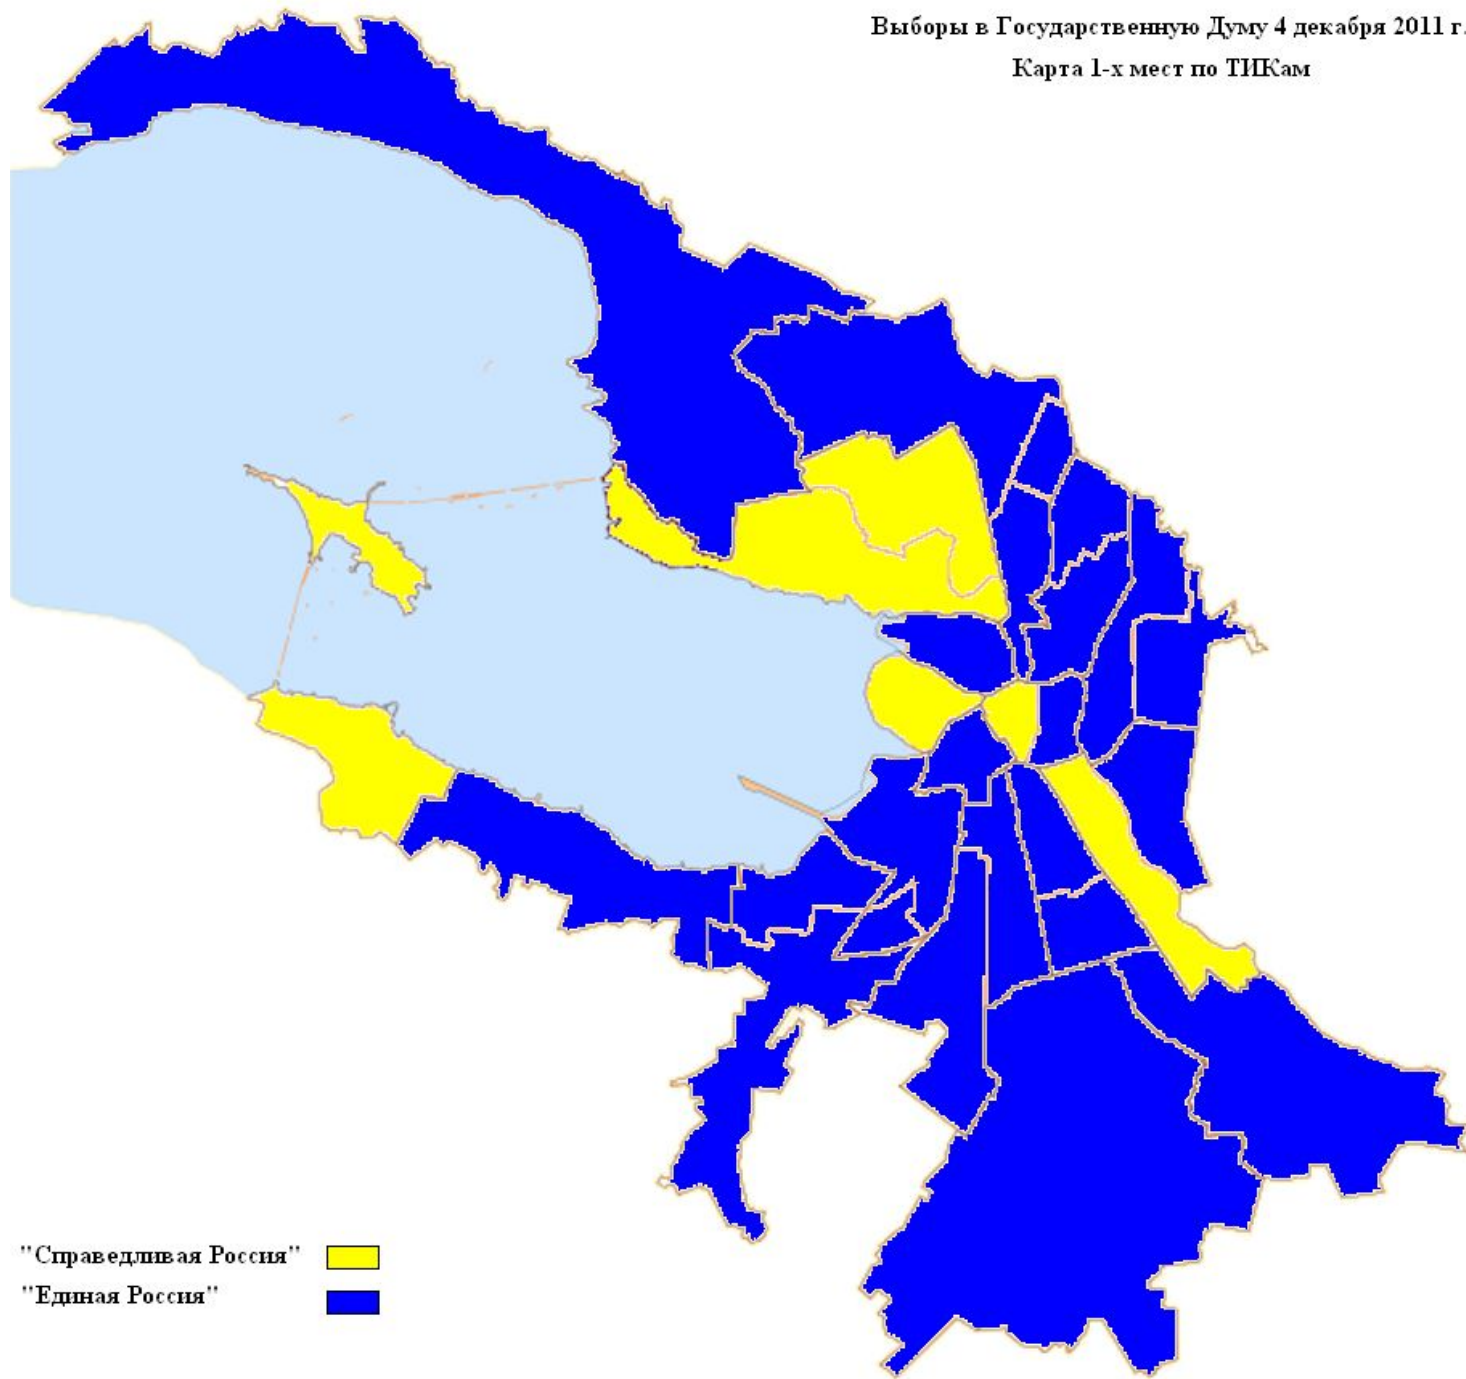 Выборы в Государственную Думу 4 декабря 2011 г.
Карта 1-х мест по ТИКам
"Справедливая Россия"
"Единая Россия"